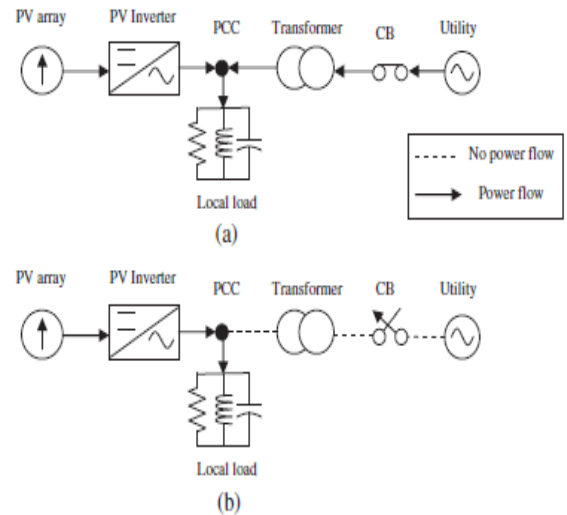 PV array PV Inverter PCC Transformer CB Utility
Local load
No power flow
Power flow
(a)
PV array PV Inverter PCC Transformer CB Utility
Local load
(b)